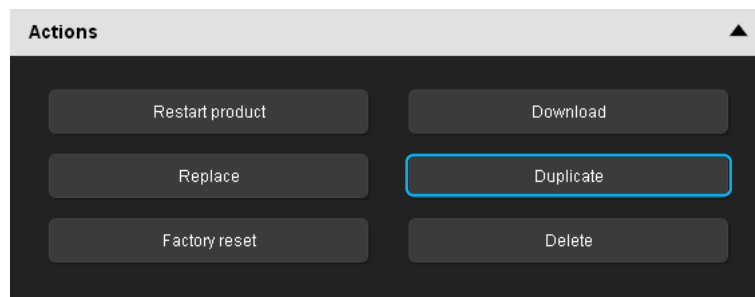 Actions
Restart product
Download
Replace
Duplicate
Factory reset
Delete